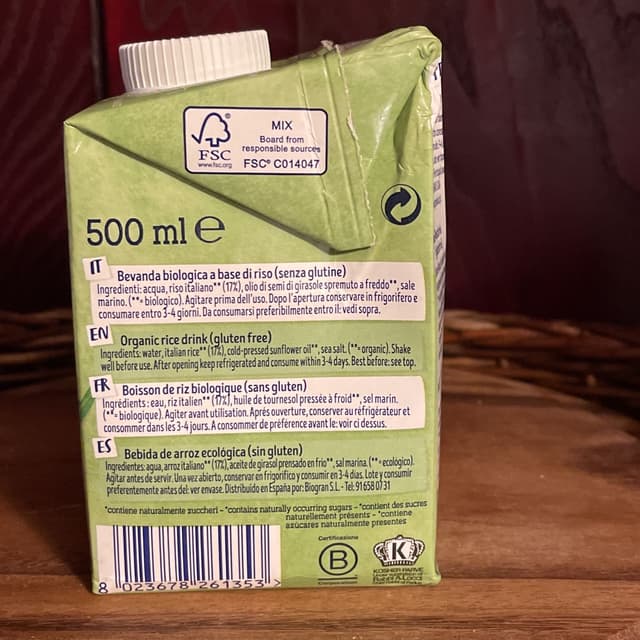 MIX
Board from
responsible sources
FSC® C014047
FSC
www.fsc.org
500 ml e
IT
Bevanda biologica a base di riso (senza glutine)
Ingredienti: acqua, riso italiano** (17%), olio di semi di girasole spremuto a freddo**, sale
marino. (**= biologico). Agitare prima dell'uso. Dopo l'apertura conservare in frigorifero e
consumare entro 3-4 giorni. Da consumarsi preferibilmente entro il: vedi sopra.
EN
Organic rice drink (gluten free)
Ingredients: water, italian rice** (17%), cold-pressed sunflower oil**, sea salt. (**= organic). Shake
well before use. After opening keep refrigerated and consume within 3-4 days. Best before: see top.
FR
Boisson de riz biologique (sans gluten)
Ingrédients : eau, riz italien** (17%), huile de tournesol pressée à froid**, sel marin.
(**= biologique). Agiter avant utilisation. Après ouverture, conserver au réfrigérateur et
consommer dans les 3-4 jours. A consommer de préférence avant le: voir ci dessus.
ES
Bebida de arroz ecológica (sin gluten)
Ingredientes: agua, arroz italiano** (17%), aceite de girasol prensado en frio**, sal marina. (**= ecológico).
Agitar antes de servir. Una vez abierto, conservar en frigorífico y consumir en 3-4 días. Lote y consumir
preferentemente antes del: ver envase. Distribuido en España por: Biogran S.L. - Tel: 91 658 07 31
*contiene naturalmente zuccheri - *contains naturally occurring sugars - *contient des sucres
naturellement présents - *contiene
azúcares naturalmente presentes
8 023678 261353 >
Certificazione
B
Corporation
K
KOSHER PARVE